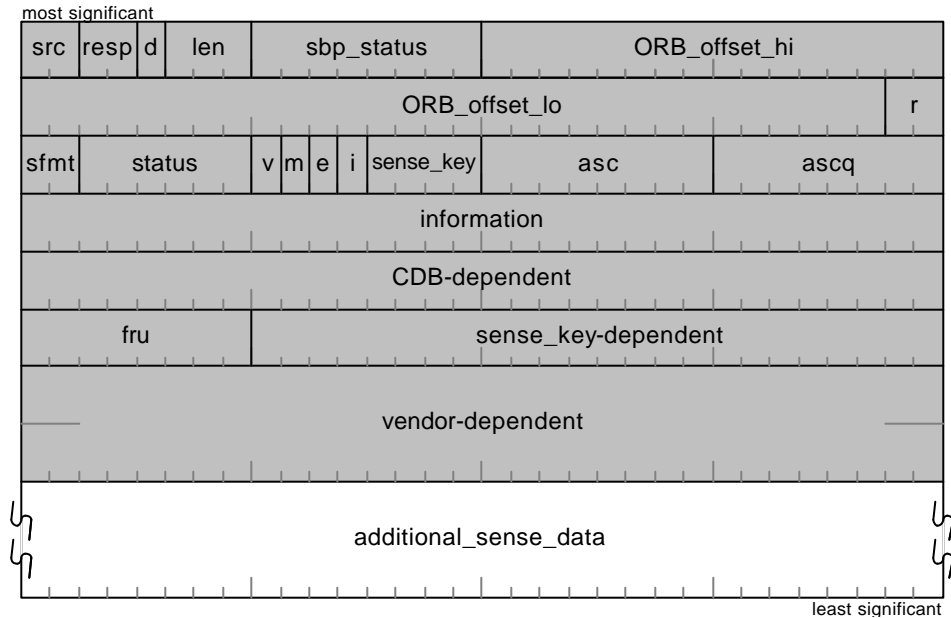 most significant
src resp d len sbp_status ORB_offset_hi
ORB_offset_lo r
sfmt status v m e i sense_key asc ascq
information
CDB-dependent
fru sense_key-dependent
vendor-dependent
additional_sense_data
least significant